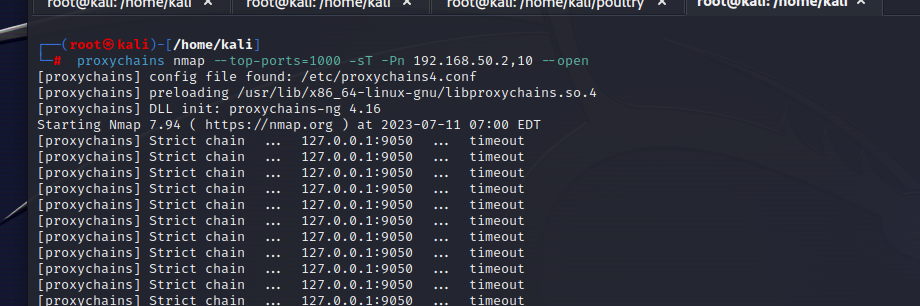 root@kali: /home/kali × root@kali: /home/kali × root@kali: /home/kali/poultry × root@kali: /home/kali ×
┌──(root㉿kali)-[/home/kali]
└─# proxychains nmap --top-ports=1000 -sT -Pn 192.168.50.2,10 --open
[proxychains] config file found: /etc/proxychains4.conf
[proxychains] preloading /usr/lib/x86_64-linux-gnu/libproxychains.so.4
[proxychains] DLL init: proxychains-ng 4.16
Starting Nmap 7.94 ( https://nmap.org ) at 2023-07-11 07:00 EDT
[proxychains] Strict chain ... 127.0.0.1:9050 ... timeout
[proxychains] Strict chain ... 127.0.0.1:9050 ... timeout
[proxychains] Strict chain ... 127.0.0.1:9050 ... timeout
[proxychains] Strict chain ... 127.0.0.1:9050 ... timeout
[proxychains] Strict chain ... 127.0.0.1:9050 ... timeout
[proxychains] Strict chain ... 127.0.0.1:9050 ... timeout
[proxychains] Strict chain ... 127.0.0.1:9050 ... timeout
[proxychains] Strict chain ... 127.0.0.1:9050 ... timeout
[proxychains] Strict chain ... 127.0.0.1:9050 ... timeout
[proxychains] Strict chain ... 127.0.0.1:9050 ... timeout
[proxychains] Strict chain ... 127.0.0.1:9050 ... timeout